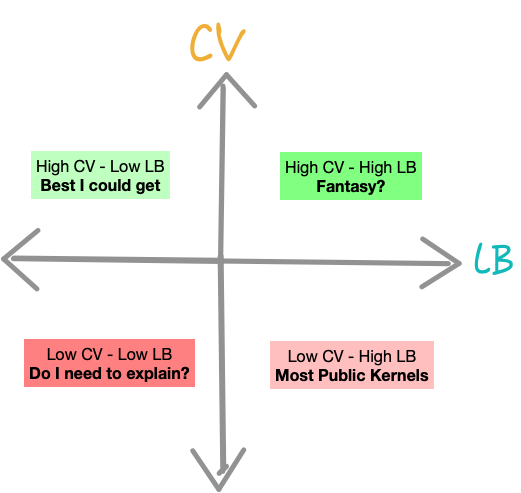 CV
High CV - Low LB
Best I could get
High CV - High LB
Fantasy?
LB
Low CV - Low LB
Do I need to explain?
Low CV - High LB
Most Public Kernels